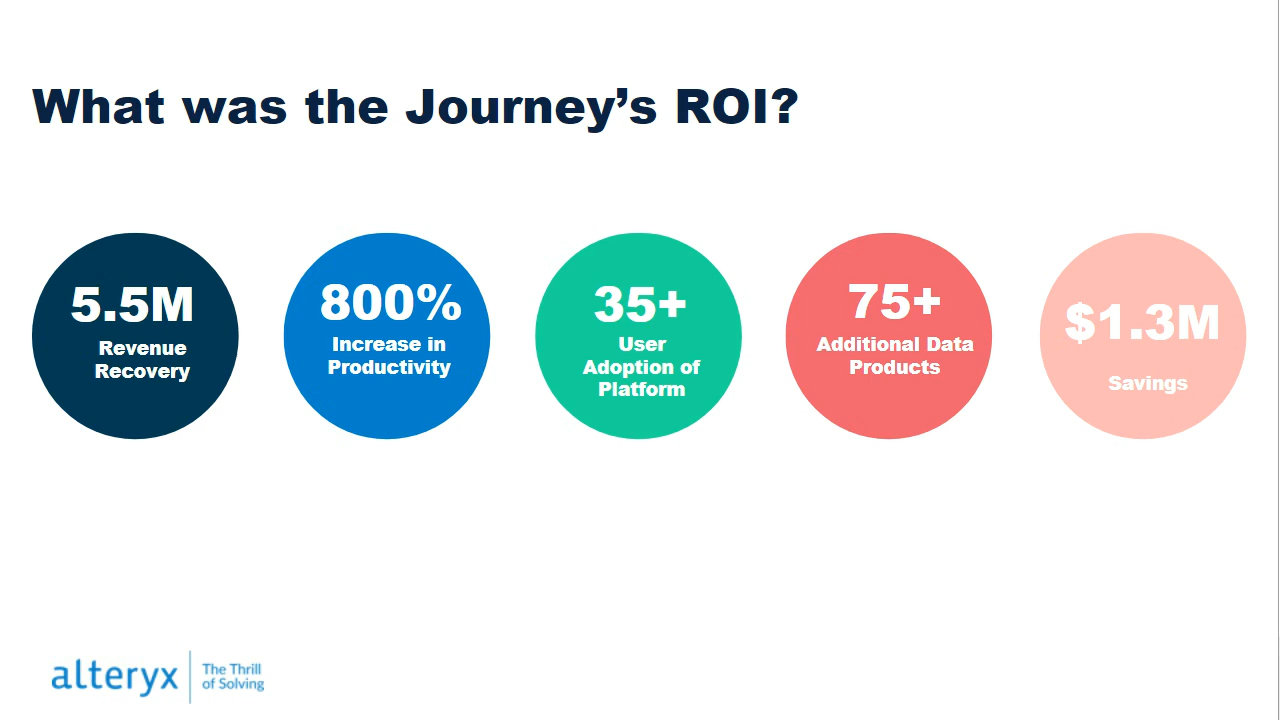 What was the Journey’s ROI?
5.5M
Revenue
Recovery
800%
Increase in
Productivity
35+
User
Adoption of
Platform
75+
Additional Data
Products
$1.3M
Savings
alteryx
The Thrill
of Solving